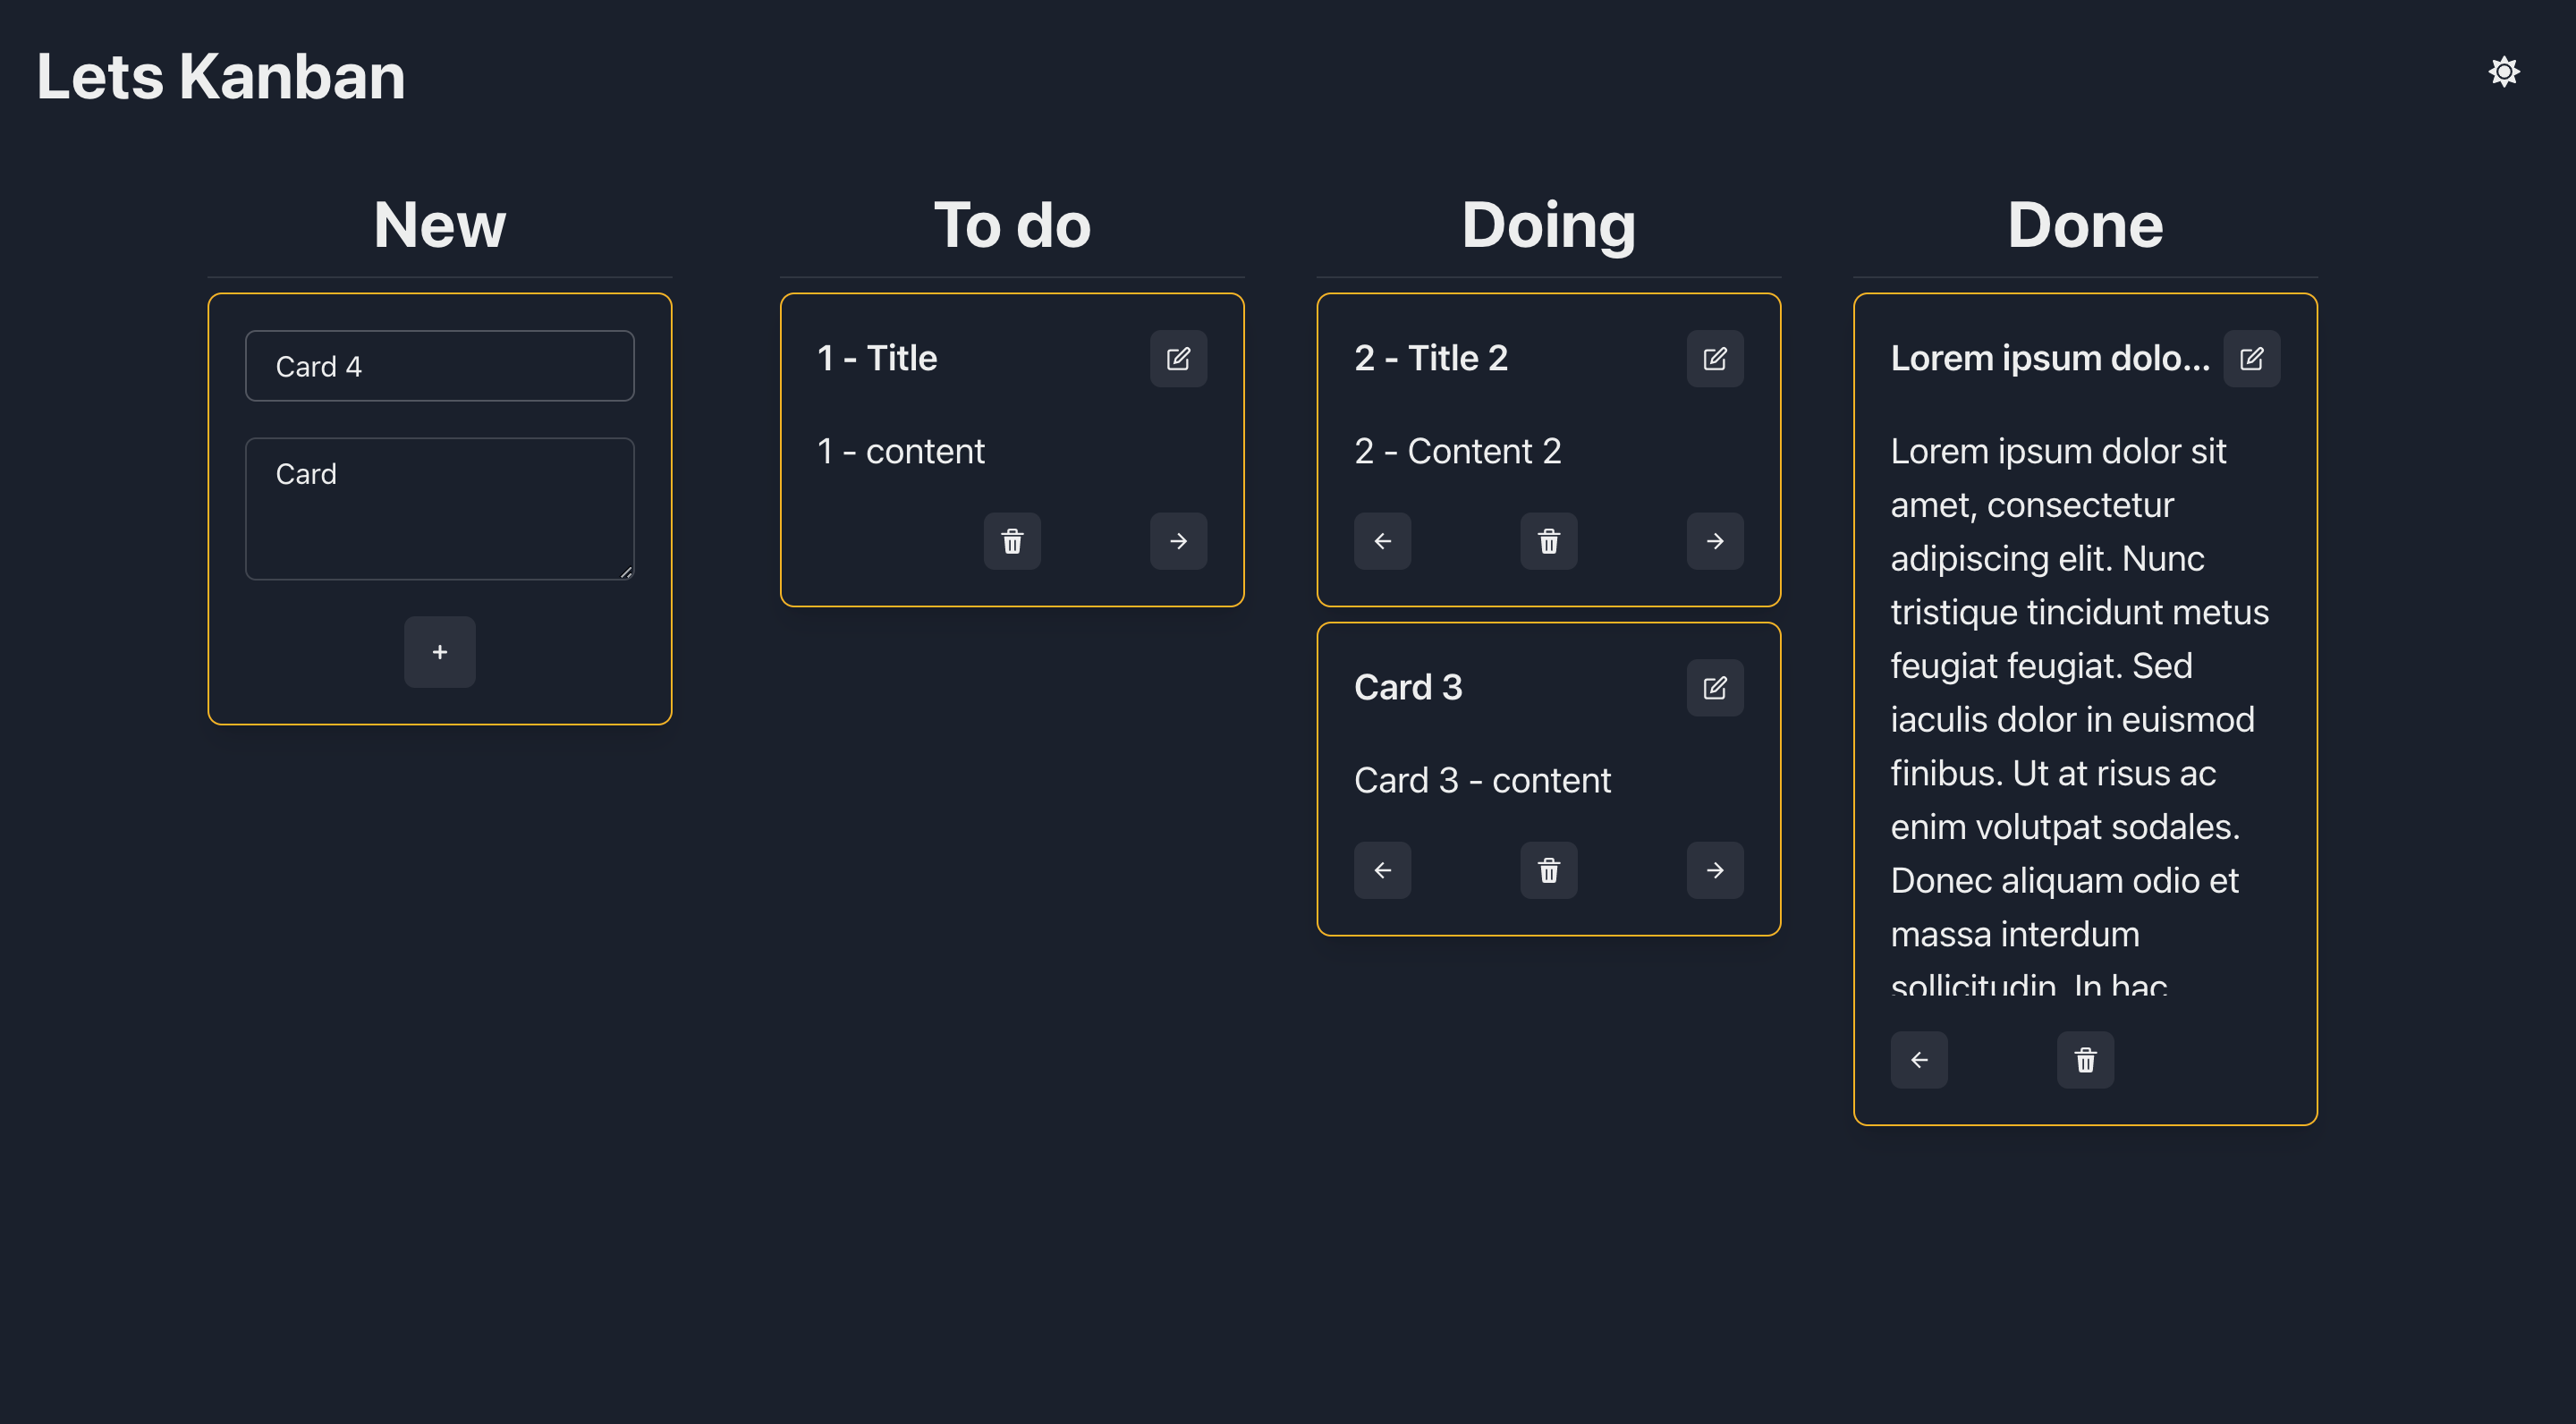 Lets Kanban
New
Card 4
Card
+
To do
1 - Title
1 - content
Doing
2 - Title 2
2 - Content 2
Card 3
Card 3 - content
Done
Lorem ipsum dolo...
Lorem ipsum dolor sit
amet, consectetur
adipiscing elit. Nunc
tristique tincidunt metus
feugiat feugiat. Sed
iaculis dolor in euismod
finibus. Ut at risus ac
enim volutpat sodales.
Donec aliquam odio et
massa interdum
sollicitudin. In hac